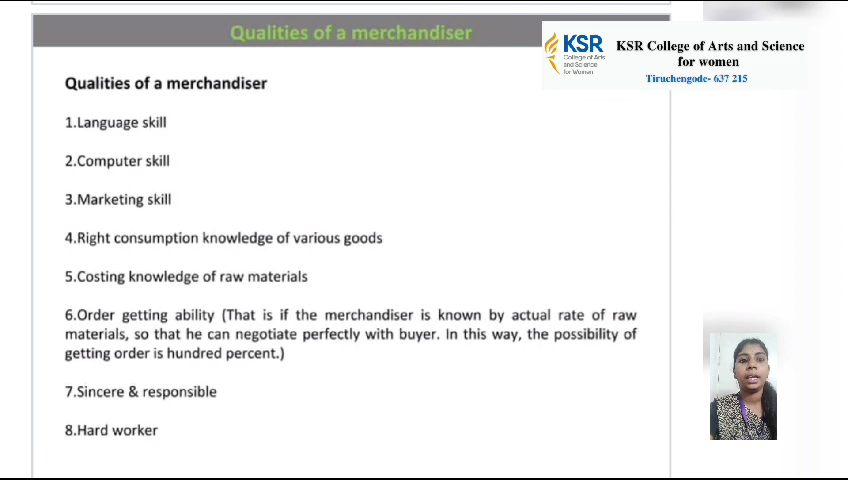 Qualities of a merchandiser
KSR
College of Arts
and Science
for Women
KSR College of Arts and Science
for women
Tiruchengode- 637 215
Qualities of a merchandiser
1.Language skill
2.Computer skill
3.Marketing skill
4.Right consumption knowledge of various goods
5.Costing knowledge of raw materials
6.Order getting ability (That is if the merchandiser is known by actual rate of raw
materials, so that he can negotiate perfectly with buyer. In this way, the possibility of
getting order is hundred percent.)
7.Sincere & responsible
8.Hard worker